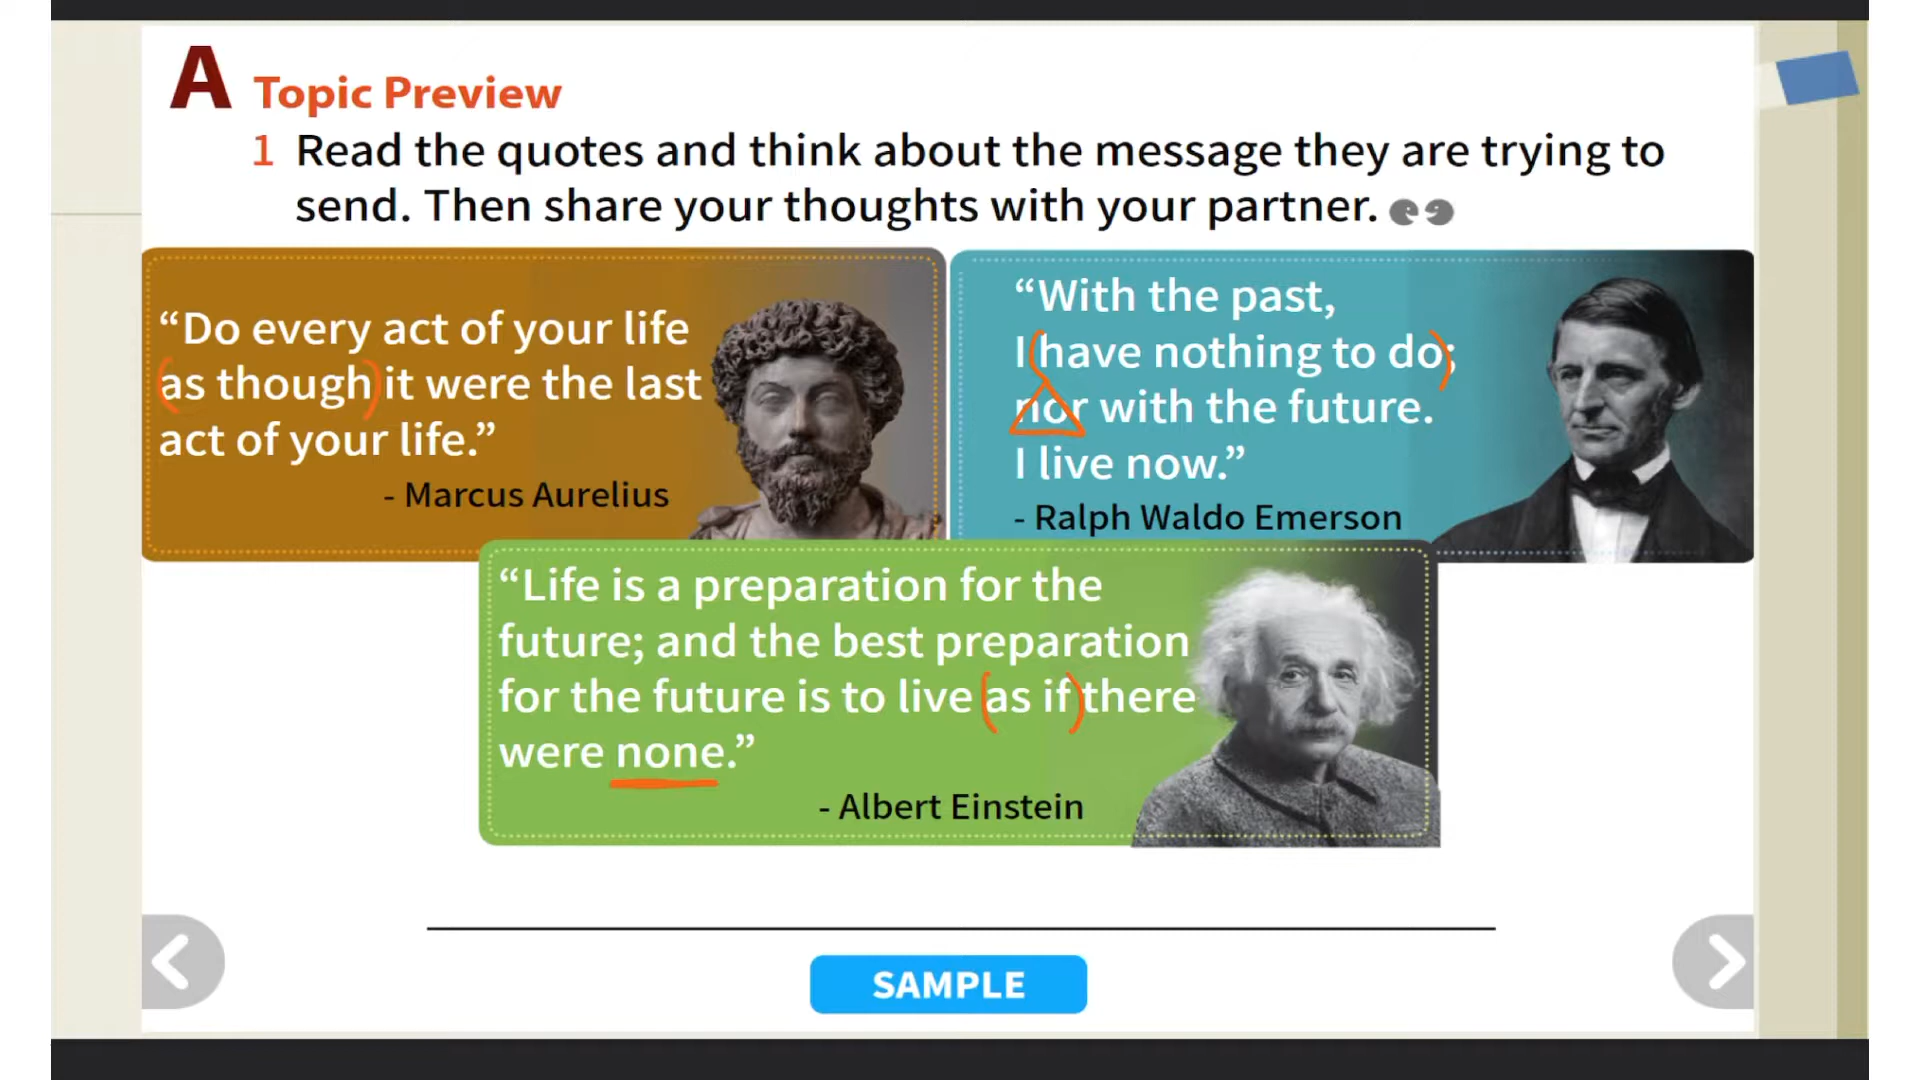 A Topic Preview
1 Read the quotes and think about the message they are trying to
send. Then share your thoughts with your partner.
“Do every act of your life
as though it were the last
act of your life.”
- Marcus Aurelius
“With the past,
I have nothing to do;
nor with the future.
I live now.”
- Ralph Waldo Emerson
“Life is a preparation for the
future; and the best preparation
for the future is to live as if there
were none.”
- Albert Einstein
SAMPLE